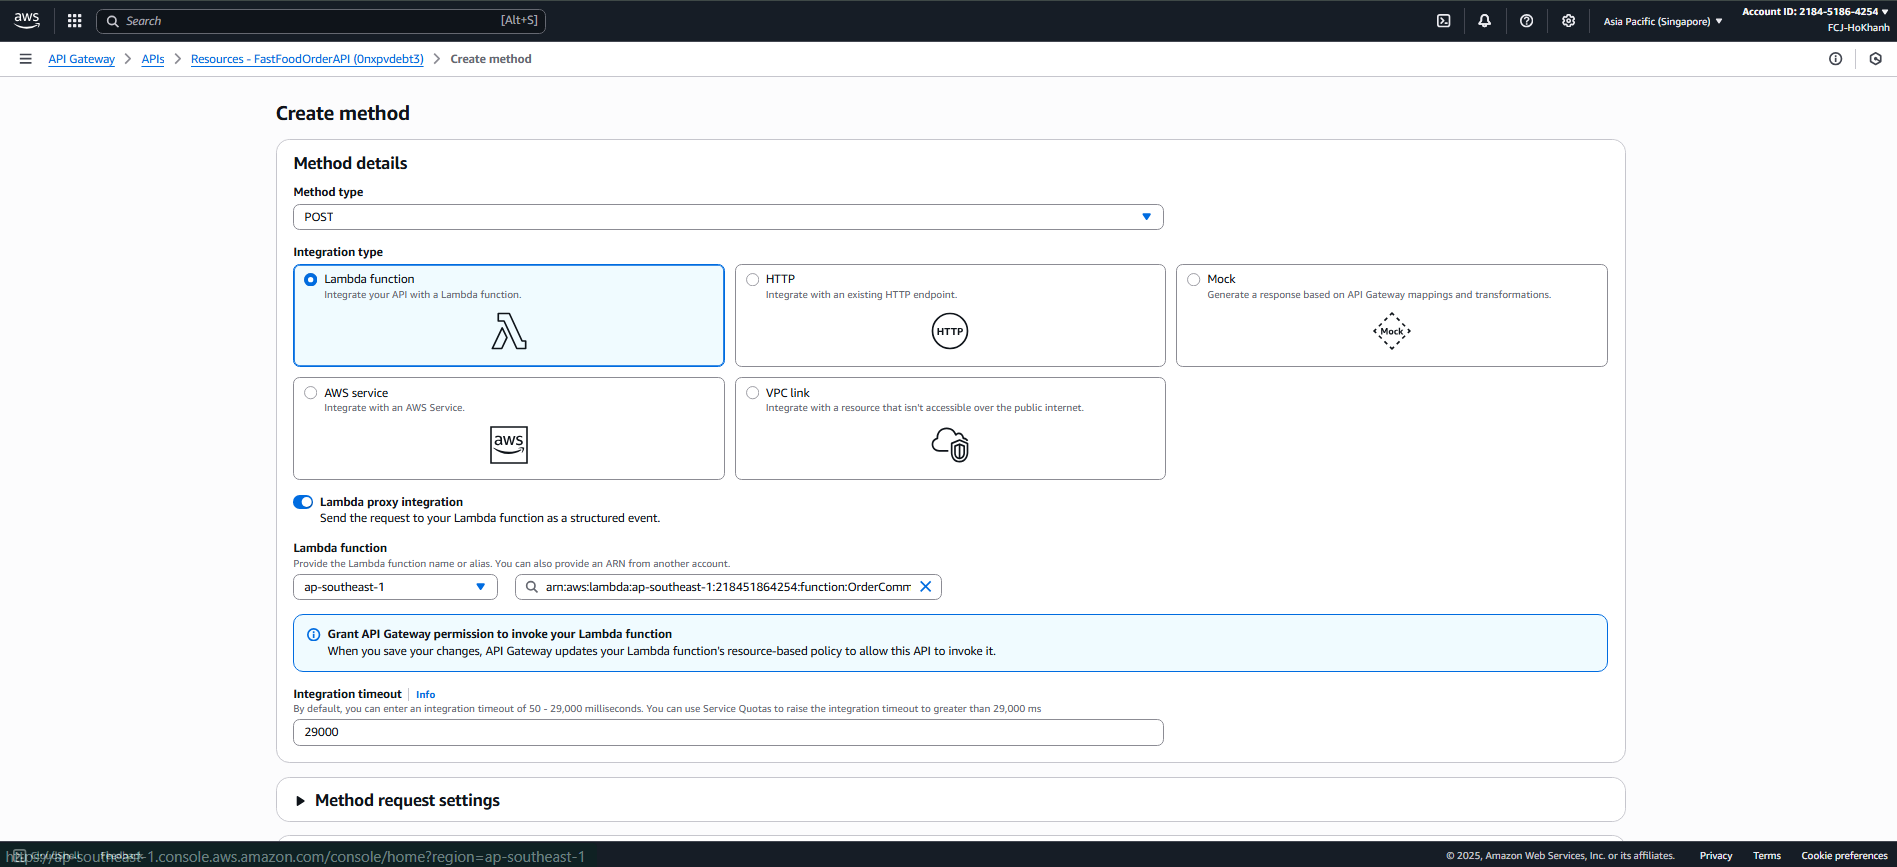 aws Search [Alt+S] Asia Pacific (Singapore) Account ID: 2184-5186-4254
FCJ-HoKhanh
API Gateway APIs Resources - FastFoodOrderAPI (0nxpvdebt3) Create method
Create method
Method details
Method type
POST
Integration type
Lambda function
Integrate your API with a Lambda function.
HTTP
Integrate with an existing HTTP endpoint.
HTTP
Mock
Generate a response based on API Gateway mappings and transformations.
Mock
AWS service
Integrate with an AWS Service.
aws
VPC link
Integrate with a resource that isn't accessible over the public internet.
Lambda proxy integration
Send the request to your Lambda function as a structured event.
Lambda function
Provide the Lambda function name or alias. You can also provide an ARN from another account.
ap-southeast-1 arn:aws:lambda:ap-southeast-1:218451864254:function:OrderComm
Grant API Gateway permission to invoke your Lambda function
When you save your changes, API Gateway updates your Lambda function's resource-based policy to allow this API to invoke it.
Integration timeout Info
By default, you can enter an integration timeout of 50 - 29,000 milliseconds. You can use Service Quotas to raise the integration timeout to greater than 29,000 ms
29000
Method request settings
https://ap-southeast-1.console.aws.amazon.com/console/home?region=ap-southeast-1
CloudShell Feedback
© 2025, Amazon Web Services, Inc. or its affiliates. Privacy Terms Cookie preferences